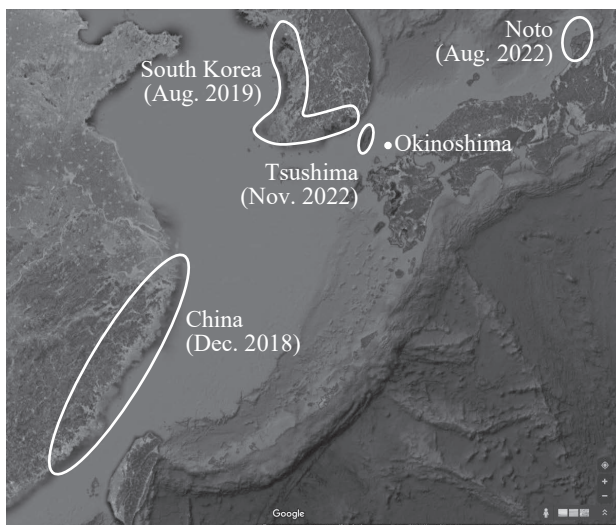 Noto
(Aug. 2022)
South Korea
(Aug. 2019)
Okinoshima
Tsushima
(Nov. 2022)
China
(Dec. 2018)
Google